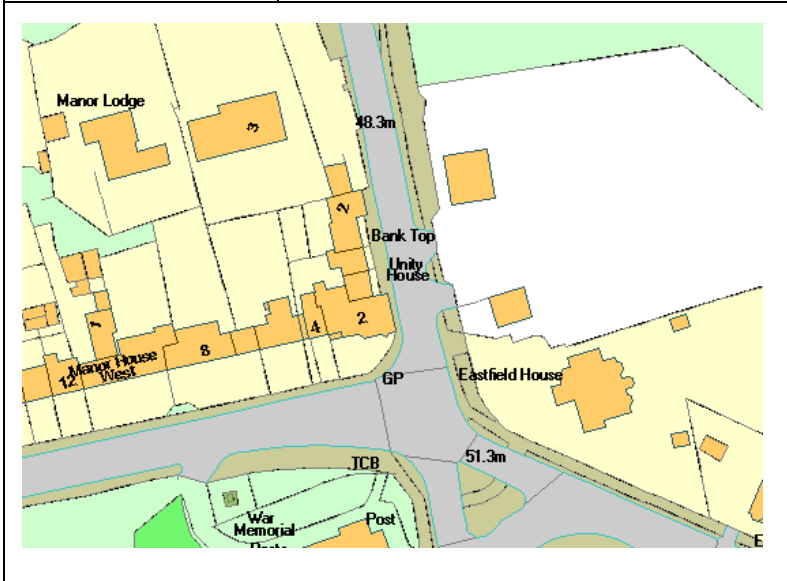 Manor Lodge
3
48.3m
2
Bank Top
Unity
House
1
8
4
2
Manor House
West
12
GP
Eastfield House
TCB
51.3m
War
Memorial
Post
E